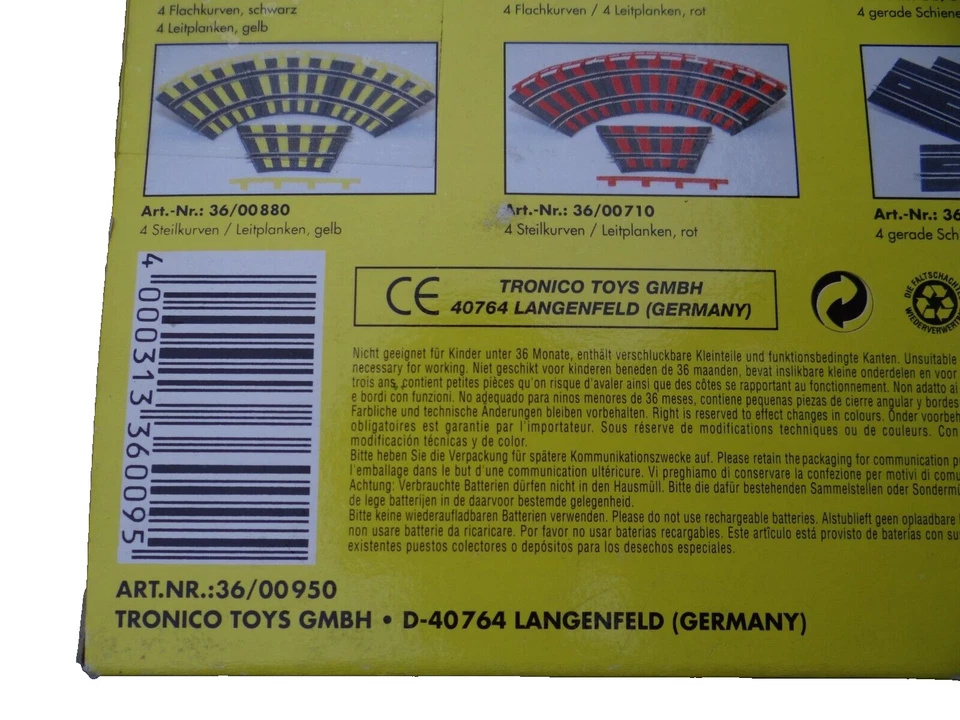 4 Flachkurven, schwarz
4 Leitplanken, gelb
4 Flachkurven / 4 Leitplanken, rot
4 gerade Schiene
Art.-Nr.: 36/00880
4 Steilkurven / Leitplanken, gelb
Art.-Nr.: 36/00710
4 Steilkurven / Leitplanken, rot
Art.-Nr.: 36
4 gerade Sch
4 000313 360095
CE TRONICO TOYS GMBH
40764 LANGENFELD (GERMANY)
DIE FALTSCHACHTEL
WIEDERVERWERT
Nicht geeignet für Kinder unter 36 Monate, enthält verschluckbare Kleinteile und funktionsbedingte Kanten. Unsuitable
necessary for working. Niet geschikt voor kinderen beneden de 36 maanden, bevat inslikbare kleine onderdelen en voor
trois ans, contient petites pièces qu'on risque d'avaler ainsi que des côtes se rapportant au fonctionnement. Non adatto ai
e bordi con funzioni. No adequado para ninos menores de 36 meses, contiene pequenas piezas de cierre angular y bordes
Farbliche und technische Änderungen bleiben vorbehalten. Right is reserved to effect changes in colours. Onder voorbeh
obligatoires est garantie par l'importateur. Sous réserve de modifications techniques ou de couleurs. Con
modificación técnicas y de color.
Bitte heben Sie die Verpackung für spätere Kommunikationszwecke auf. Please retain the packaging for communication p
l'emballage dans le but d'une communication ultéricure. Vi preghiamo di conservare la confezione per motivi di comu
Achtung: Verbrauchte Batterien dürfen nicht in den Hausmüll. Bitte die dafür bestehenden Sammelstellen oder Sondermü
de lege batterijen in de daarvoor bestemde gelegenheid.
Bitte keine wiederaufladbaren Batterien verwenden. Please do not use rechargeable batteries. Alstublieft geen oplaadbare
non usare batterie da ricaricare. Por favor no usar baterias recargables. Este artículo está provisto de baterías con su
existentes puestos colectores o depósitos para los desechos especiales.
ART.NR.:36/00950
TRONICO TOYS GMBH • D-40764 LANGENFELD (GERMANY)